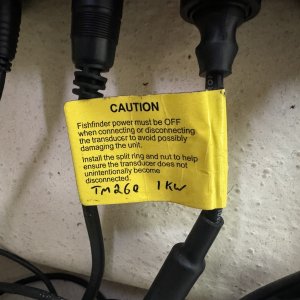 CAUTION
Fishfinder power must be OFF
when connecting or disconnecting
the transducer to avoid possibly
damaging the unit.
Install the split ring and nut to help
ensure the transducer does not
unintentionally become
disconnected.
TM260 1KW